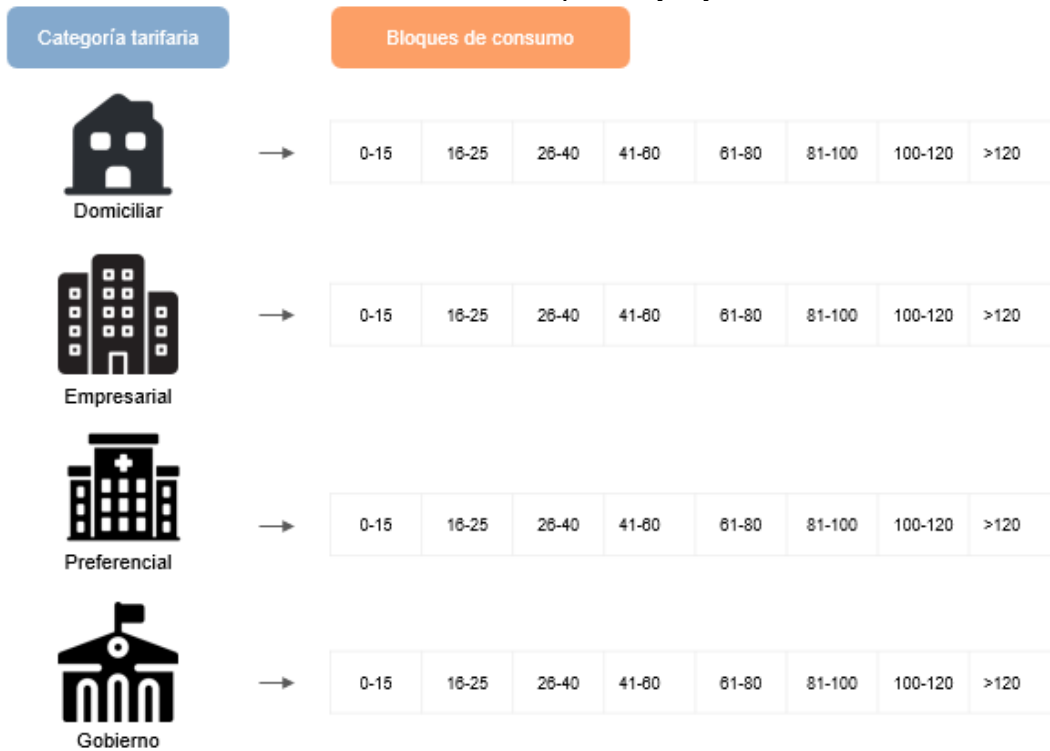 Categoría tarifaria Bloques de consumo
0-15 16-25 26-40 41-60 61-80 81-100 100-120 >120
Domiciliar
0-15 16-25 26-40 41-60 61-80 81-100 100-120 >120
Empresarial
0-15 16-25 26-40 41-60 61-80 81-100 100-120 >120
Preferencial
0-15 16-25 26-40 41-60 61-80 81-100 100-120 >120
Gobierno